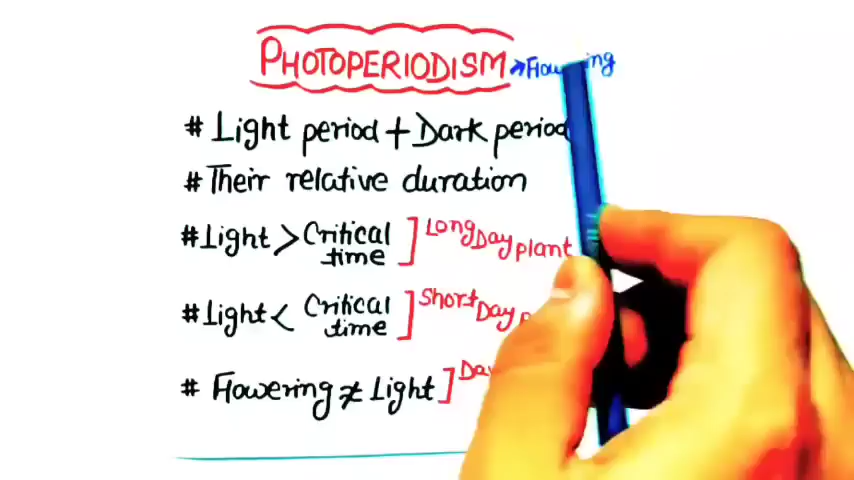 PHOTOPERIODISM →
# Light period + Dark period
# Their relative duration
# Light > Critical time ] Long Day plant
# Light < Critical time ] Short Day
# Flowering ≠ Light ]